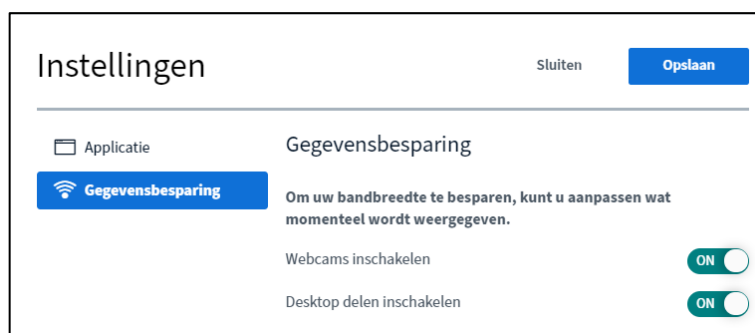 Instellingen
Sluiten
Opslaan
Applicatie
Gegevensbesparing
Gegevensbesparing
Om uw bandbreedte te besparen, kunt u aanpassen wat
momenteel wordt weergegeven.
Webcams inschakelen
ON
Desktop delen inschakelen
ON